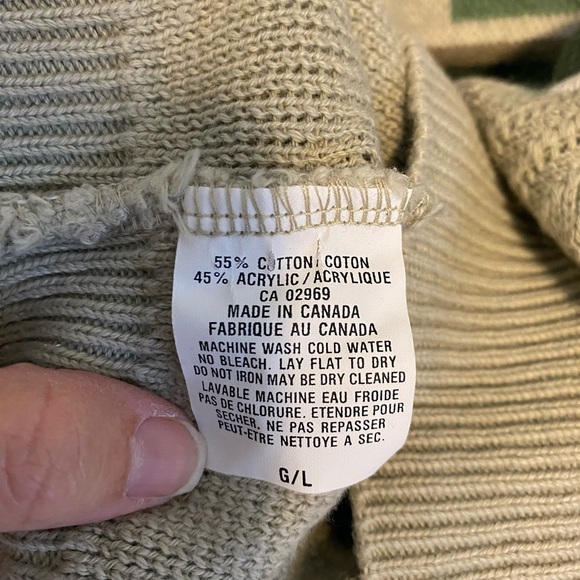 55% COTTON/COTON
45% ACRYLIC/ACRYLIQUE
CA 02969
MADE IN CANADA
FABRIQUE AU CANADA
MACHINE WASH COLD WATER
NO BLEACH. LAY FLAT TO DRY
DO NOT IRON MAY BE DRY CLEANED
LAVABLE MACHINE EAU FROIDE
PAS DE CHLORURE. ETENDRE POUR
SECHER. NE PAS REPASSER
PEUT-ETRE NETTOYE A SEC.
G/L